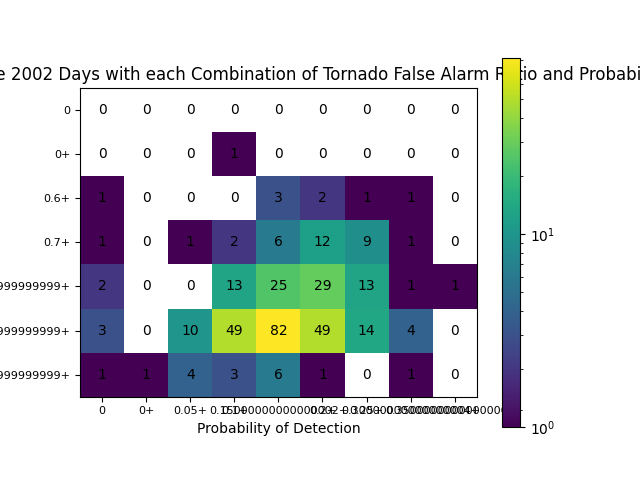 e 2002 Days with each Combination of Tornado False Alarm Ratio and Probabi
0 0 0 0 0 0 0 0 0 0
0+ 0 0 0 1 0 0 0 0 0
0.6+ 1 0 0 0 3 2 1 1 0
0.7+ 1 0 1 2 6 12 9 1 0
999999999+ 2 0 0 13 25 29 13 1 1
999999999+ 3 0 10 49 82 49 14 4 0
999999999+ 1 1 4 3 6 1 0 1 0
0 0+ 0.05+
Probability of Detection
10¹
10⁰